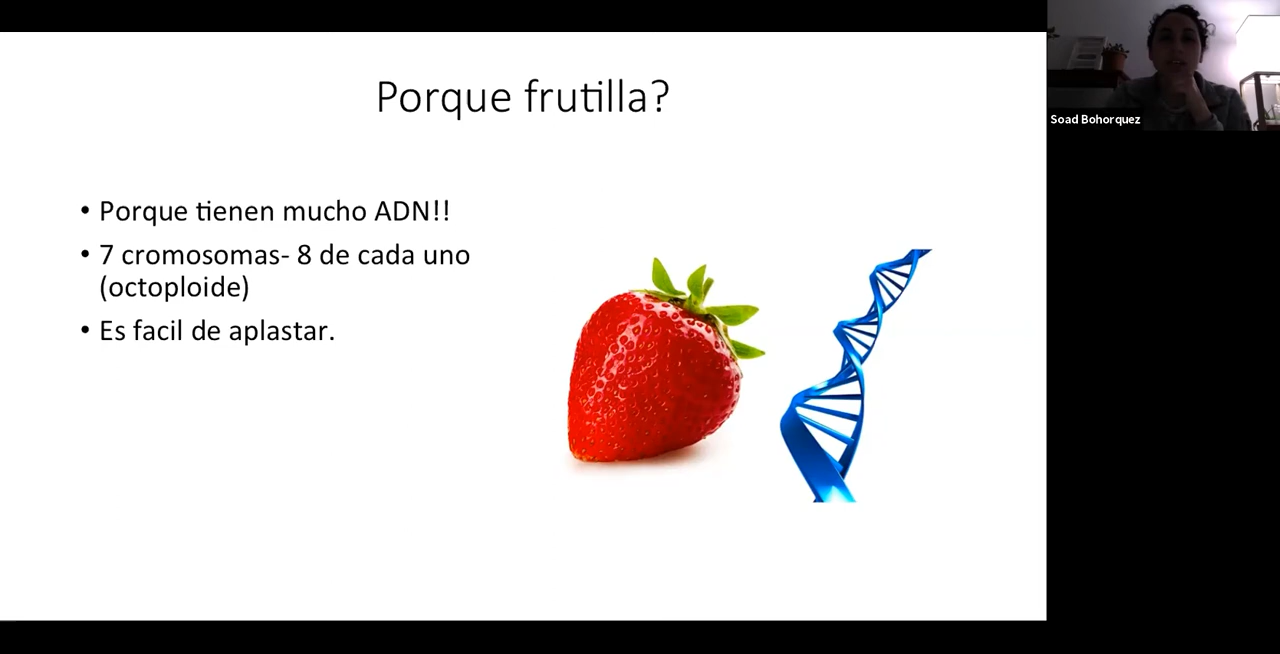 Porque frutilla?
• Porque tienen mucho ADN!!
• 7 cromosomas- 8 de cada uno
(octoploide)
• Es facil de aplastar.
Soad Bohorquez